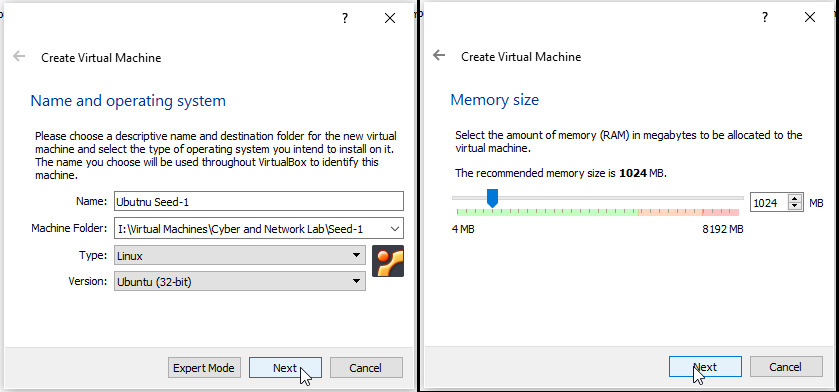 ?
Create Virtual Machine
Name and operating system
Please choose a descriptive name and destination folder for the new virtual
machine and select the type of operating system you intend to install on it.
The name you choose will be used throughout VirtualBox to identify this
machine.
Name: Ubutnu Seed-1
Machine Folder: I:\Virtual Machines\Cyber and Network Lab\Seed-1
Type: Linux
Version: Ubuntu (32-bit)
Expert Mode Next Cancel
?
Create Virtual Machine
Memory size
Select the amount of memory (RAM) in megabytes to be allocated to the
virtual machine.
The recommended memory size is 1024 MB.
1024 MB
4 MB 8192 MB
Next Cancel